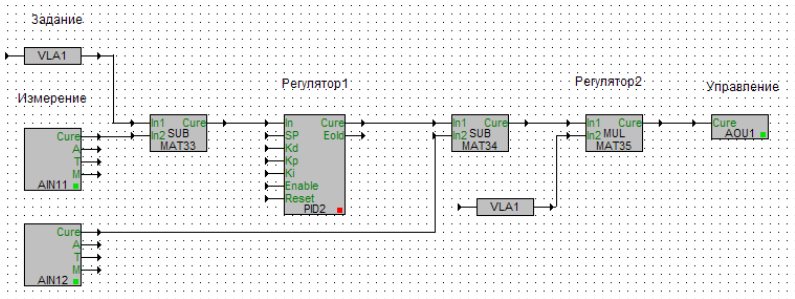 Задание
VLA1
Измерение
Cure
A
T
M
AIN11
In1 Cure
In2 SUB
MAT33
Регулятор1
In Cure
SP Eold
Kd
Kp
Ki
Enable
Reset
PID2
In1 Cure
In2 SUB
MAT34
VLA1
Регулятор2
In1 Cure
In2 MUL
MAT35
Управление
Cure
AOU1
Cure
A
T
M
AIN12